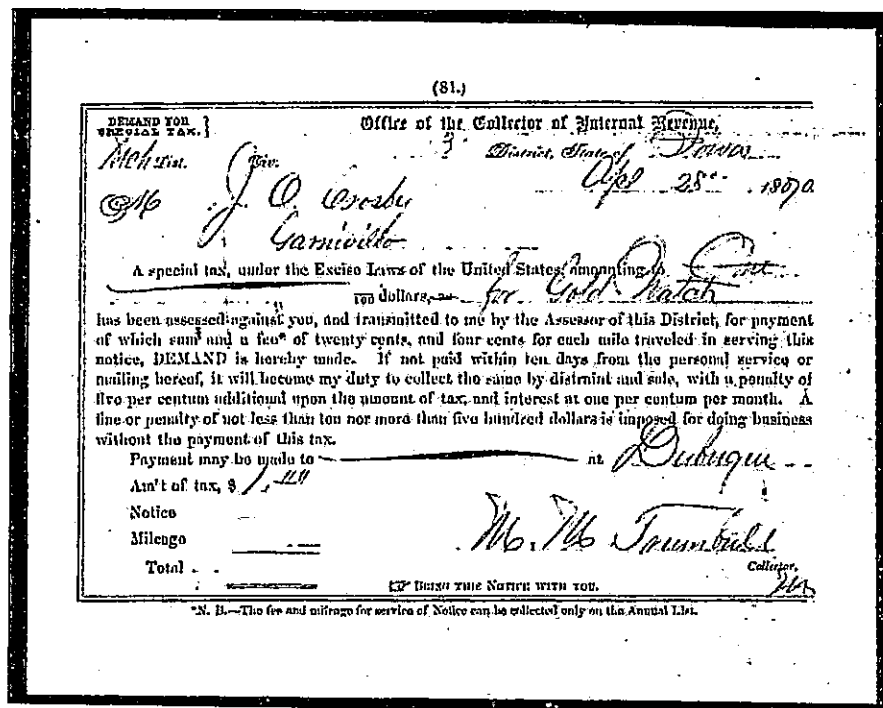 (81.)
DEMAND FOR SPECIAL TAX.} Office of the Collector of Internal Revenue,
Mch List. Div. 3 District, State of Iowa
Apl 28 1870
J. O. Crosby
Garnivillo
A special tax, under the Excise Laws of the United States, amounting to One
100 dollars, for Gold Watch
has been assessed against you, and transmitted to me by the Assessor of this District, for payment
of which sum and a fee* of twenty cents, and four cents for each mile traveled in serving this
notice, DEMAND is hereby made. If not paid within ten days from the personal service or
mailing hereof, it will become my duty to collect the same by distraint and sale, with a penalty of
five per centum additional upon the amount of tax, and interest at one per centum per month. A
fine or penalty of not less than ten nor more than five hundred dollars is imposed for doing business
without the payment of this tax.
Payment may be made to at Dubuque
Am't of tax, $ 1.00
Notice
Mileage M. M. Trumbull
Total Collector,
BRING THIS NOTICE WITH YOU.
*N. B.—The fee and mileage for service of Notice can be collected only on the Annual List.